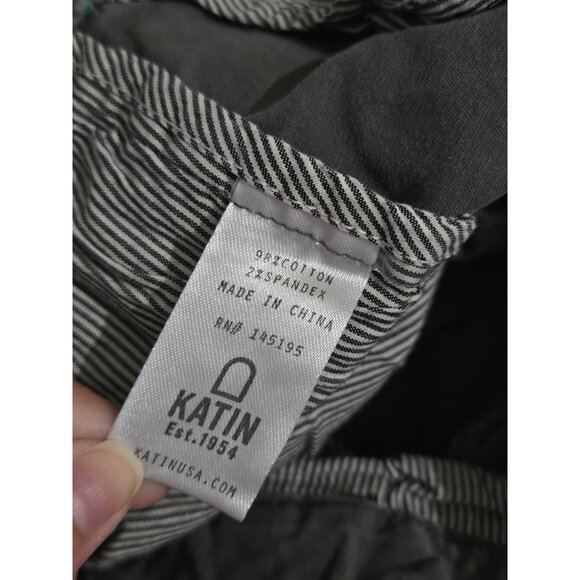 98%COTTON
2%SPANDEX
MADE IN CHINA
RN# 145195
KATIN
Est.1954
KATINUSA.COM